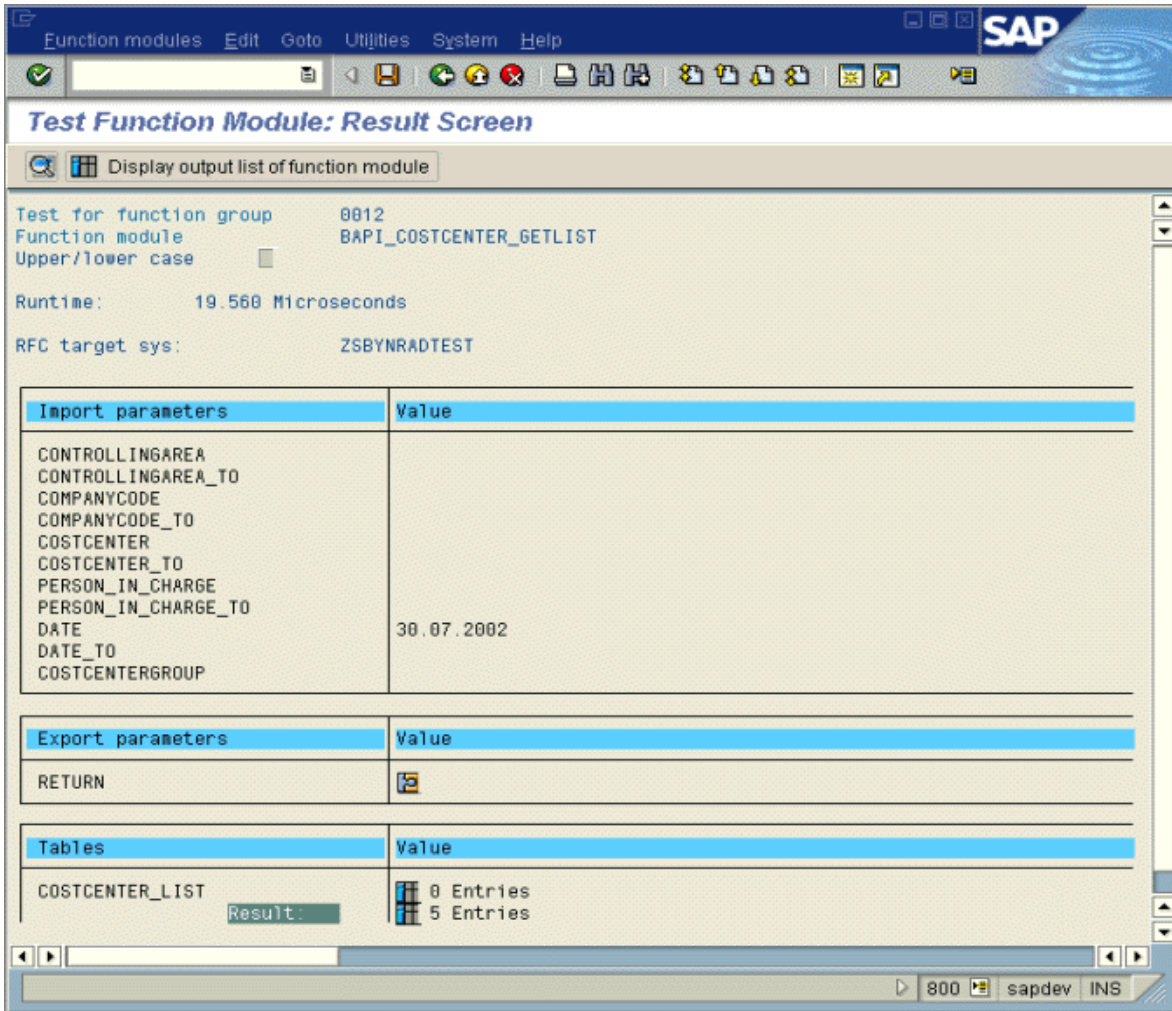 Function modules Edit Goto Utilities System Help
SAP
Test Function Module: Result Screen
Display output list of function module
Test for function group 0012
Function module BAPI_COSTCENTER_GETLIST
Upper/lower case
Runtime: 19.560 Microseconds
RFC target sys: ZSBYNRADTEST
Import parameters Value
CONTROLLINGAREA
CONTROLLINGAREA_TO
COMPANYCODE
COMPANYCODE_TO
COSTCENTER
COSTCENTER_TO
PERSON_IN_CHARGE
PERSON_IN_CHARGE_TO
DATE 30.07.2002
DATE_TO
COSTCENTERGROUP
Export parameters Value
RETURN
Tables Value
COSTCENTER_LIST 0 Entries
Result: 5 Entries
800 sapdev INS